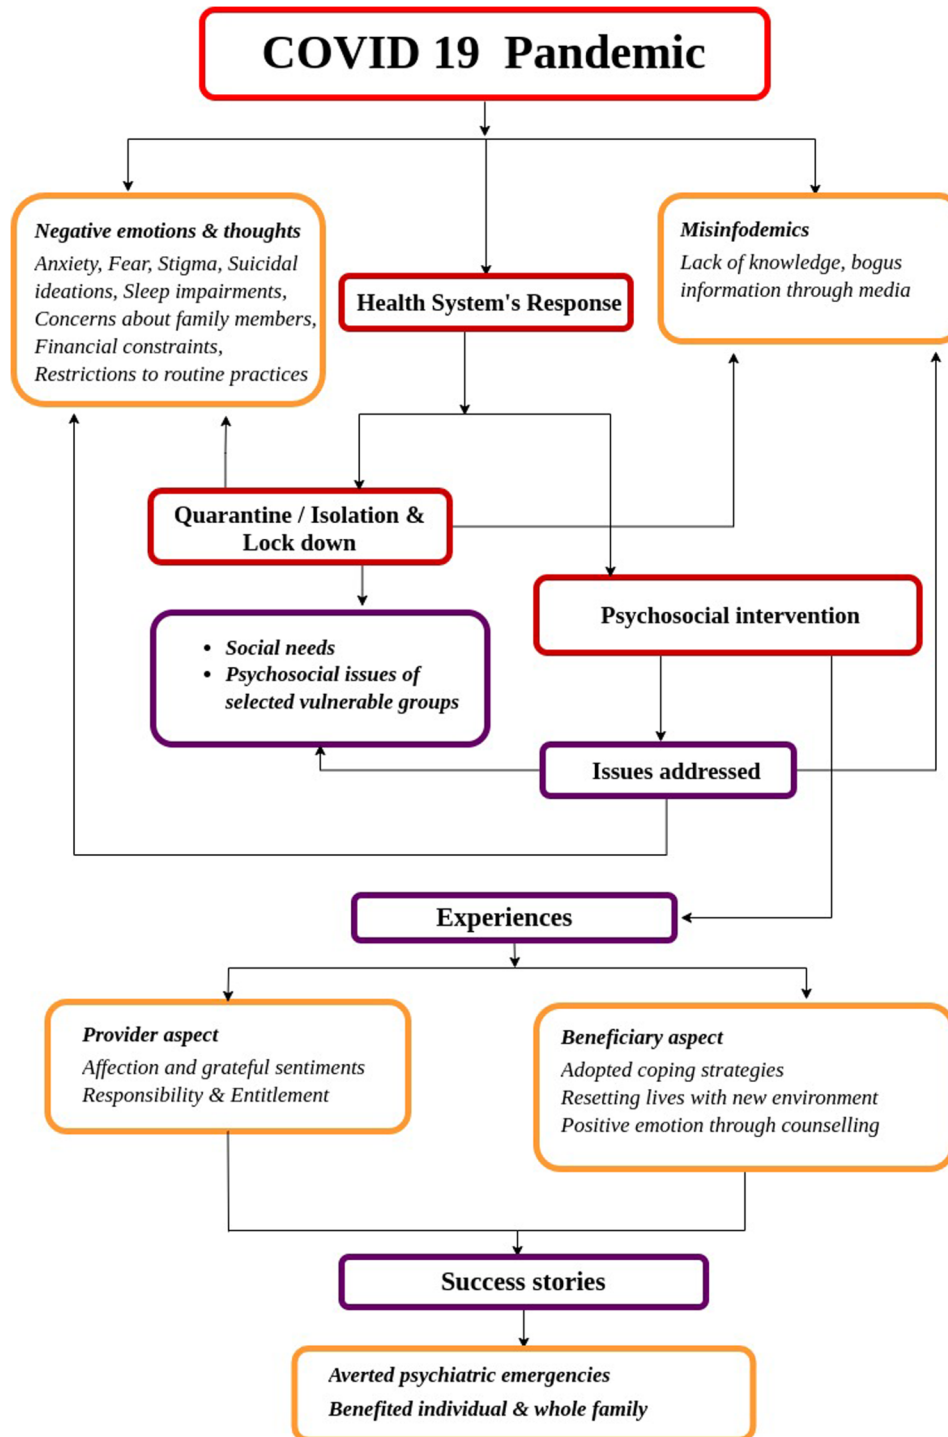 COVID 19 Pandemic
Negative emotions & thoughts
Anxiety, Fear, Stigma, Suicidal
ideations, Sleep impairments,
Concerns about family members,
Financial constraints,
Restrictions to routine practices
Health System's Response
Misinfodemics
Lack of knowledge, bogus
information through media
Quarantine / Isolation &
Lock down
Psychosocial intervention
• Social needs
• Psychosocial issues of
selected vulnerable groups
Issues addressed
Experiences
Provider aspect
Affection and grateful sentiments
Responsibility & Entitlement
Beneficiary aspect
Adopted coping strategies
Resetting lives with new environment
Positive emotion through counselling
Success stories
Averted psychiatric emergencies
Benefited individual & whole family